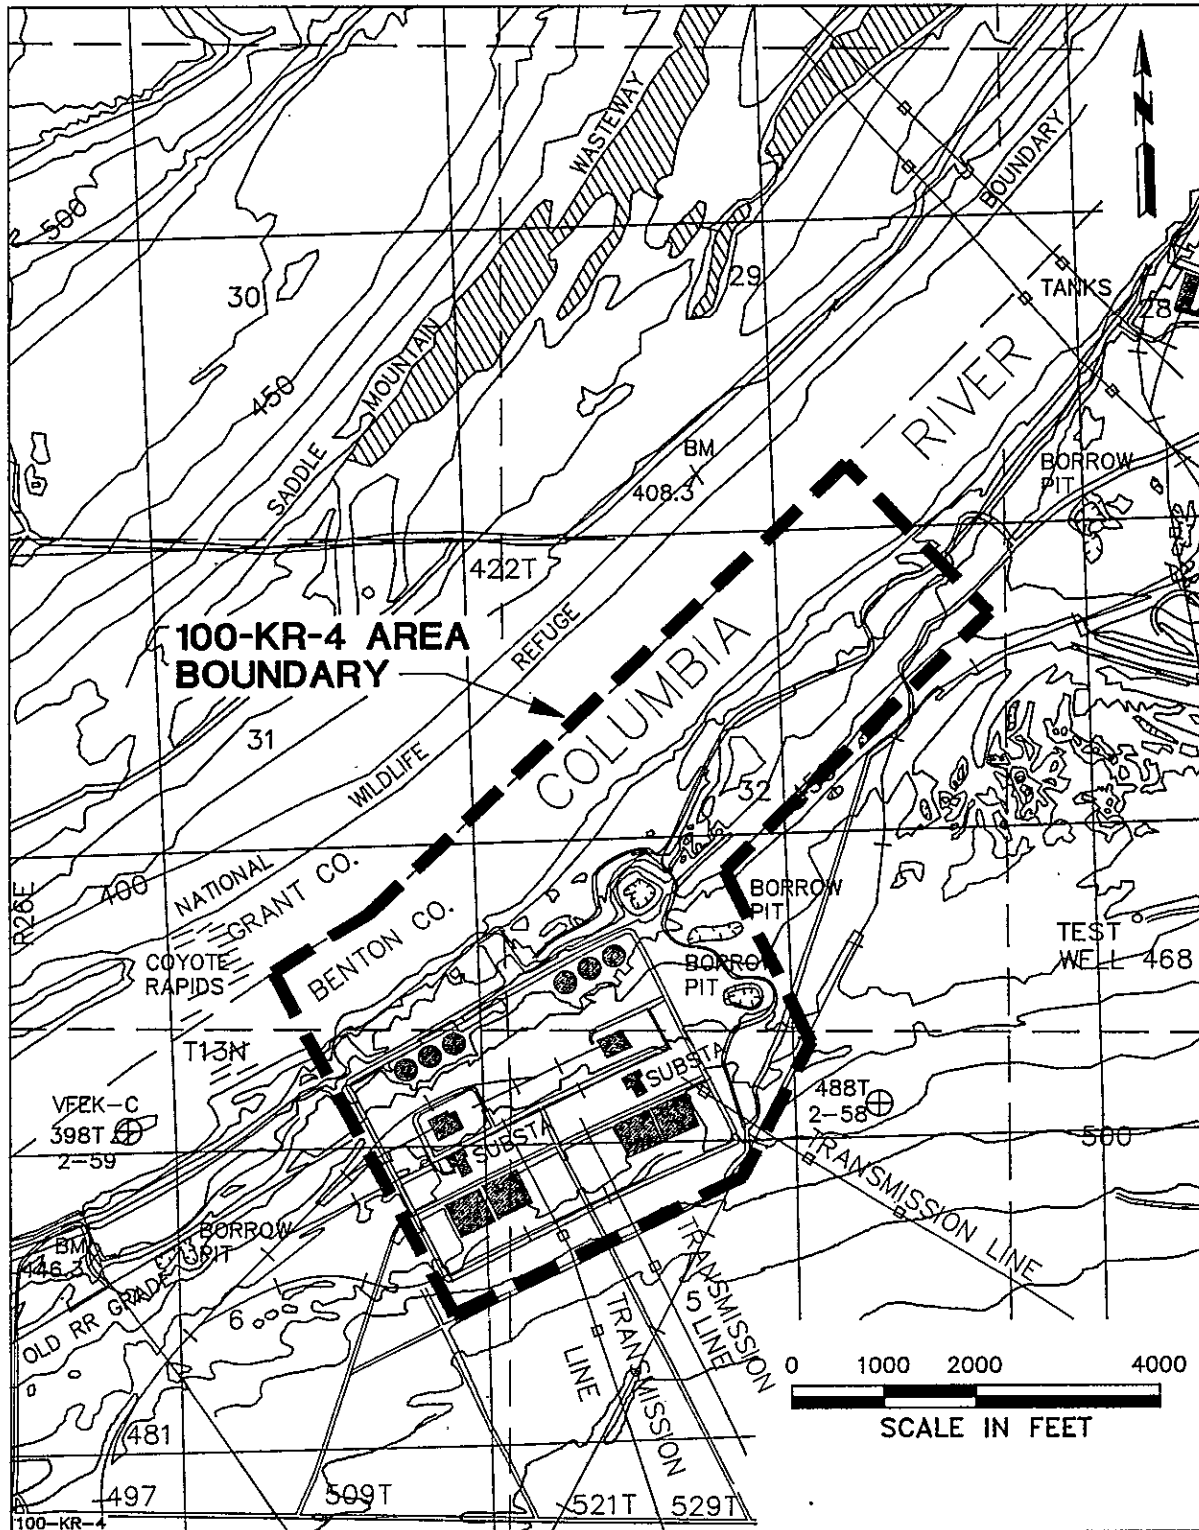 WASTEWAY
N
BOUNDARY
500
30
29
TANKS
28
MOUNTAIN
450
SADDLE
RIVER
BM
408.3
BORROW
PIT
422T
REFUGE
100-KR-4 AREA
BOUNDARY
COLUMBIA
31
WILDLIFE
32
R26E
400
NATIONAL
GRANT CO.
BENTON CO.
BORROW
PIT
TEST
WELL 468
COYOTE
RAPIDS
BORRO
PIT
T13N
SUBSTA
488T
2-58
398T
2-59
500
SUBSTA
TRANSMISSION LINE
BORROW
PIT
BM
446.3
OLD RR GRADE
6
5
TRANSMISSION
LINE
TRANSMISSION
LINE
0 1000 2000 4000
SCALE IN FEET
481
497
509T
521T
529T
100-KR-4